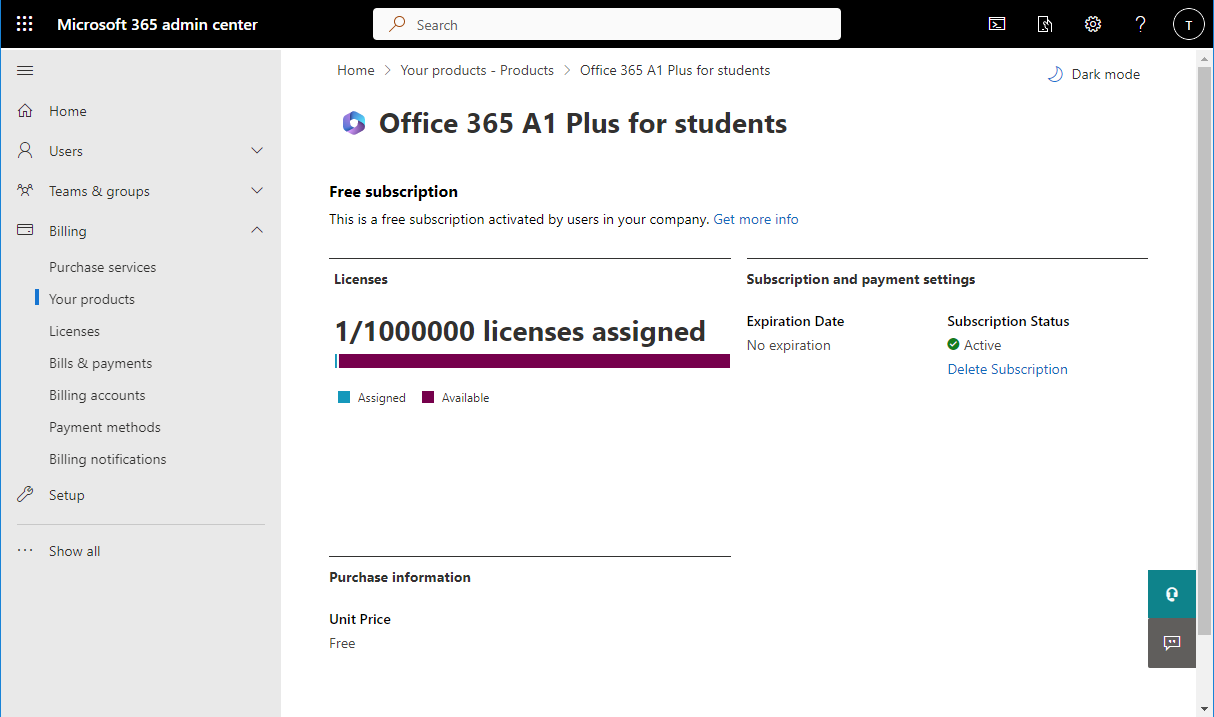 Microsoft 365 admin center
Search
?
T
Home
Users
Teams & groups
Billing
Purchase services
Your products
Licenses
Bills & payments
Billing accounts
Payment methods
Billing notifications
Setup
Show all
Home > Your products - Products > Office 365 A1 Plus for students
Dark mode
Office 365 A1 Plus for students
Free subscription
This is a free subscription activated by users in your company. Get more info
Licenses
1/1000000 licenses assigned
Assigned
Available
Subscription and payment settings
Expiration Date
No expiration
Subscription Status
Active
Delete Subscription
Purchase information
Unit Price
Free